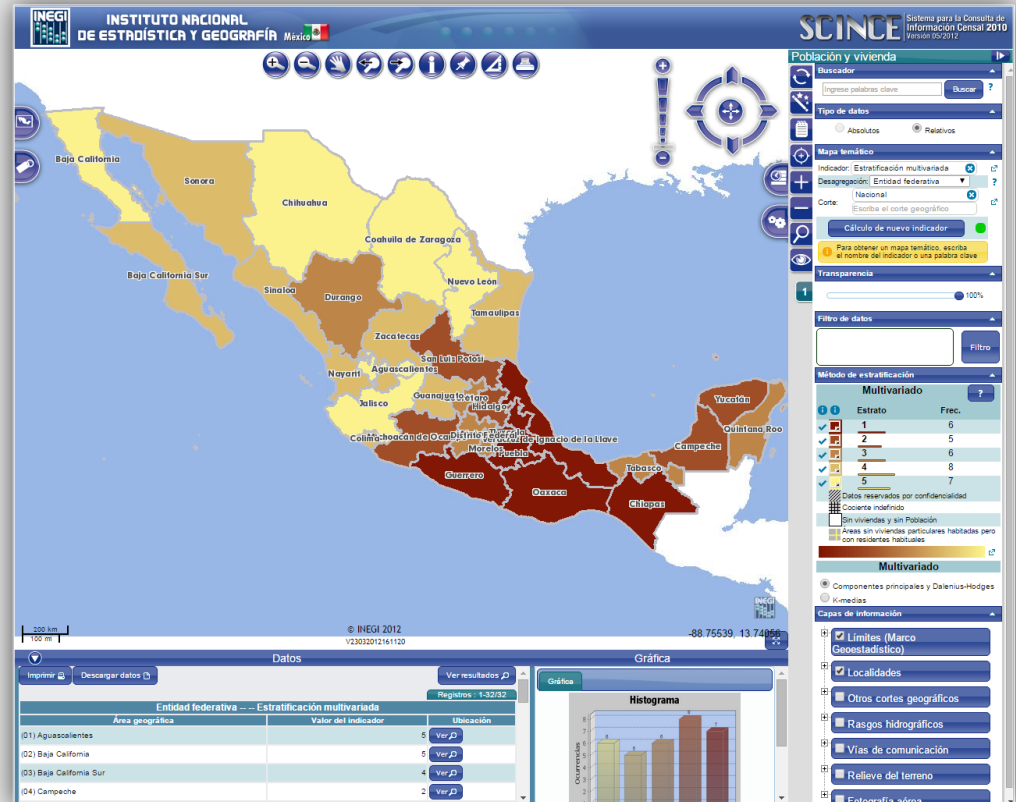 INEGI
INSTITUTO NACIONAL
DE ESTADÍSTICA Y GEOGRAFÍA México
SCINCE
Sistema para la Consulta de
Información Censal 2010
Versión 05/2012
Población y vivienda
Buscador
Ingrese palabras clave
Buscar
?
Tipo de datos
Absolutos
Relativos
Mapa temático
Indicador: Estratificación multivariada
Desagregación: Entidad federativa
?
Corte: Nacional
Escriba el corte geográfico
Cálculo de nuevo indicador
Para obtener un mapa temático, escriba
el nombre del indicador o una palabra clave
Transparencia
1
100%
Filtro de datos
Filtro
Método de estratificación
Multivariado
?
Estrato Frec.
1 6
2 5
3 6
4 8
5 7
Datos reservados por confidencialidad
Cociente indefinido
Sin viviendas y sin Población
Áreas sin viviendas particulares habitadas pero
con residentes habituales
Multivariado
Componentes principales y Dalenius-Hodges
K-medias
Capas de información
Límites (Marco
Geoestadístico)
Localidades
Otros cortes geográficos
Rasgos hidrográficos
Vías de comunicación
Relieve del terreno
Fotografía aérea
Baja California
Sonora
Chihuahua
Coahuila de Zaragoza
Baja California Sur
Sinaloa
Durango
Nuevo León
Tamaulipas
Zacatecas
San Luis Potosí
Nayarit
Aguascalientes
Guanajuato
Hidalgo
Jalisco
Yucatán
Quintana Roo
Colima
Distrito Federal
de Ignacio de la Llave
Campeche
Morelos
Puebla
Tabasco
Guerrero
Oaxaca
Chiapas
200 km
100 mi
© INEGI 2012
V23032012161120
INEGI
-88.75539, 13.74056
Datos
Gráfica
Imprimir
Descargar datos
Ver resultados
Registros : 1-32/32
Entidad federativa -- -- Estratificación multivariada
Área geográfica Valor del indicador Ubicación
(01) Aguascalientes 5 Ver
(02) Baja California 5 Ver
(03) Baja California Sur 4 Ver
(04) Campeche 2 Ver
Gráfica
Histograma
Ocurrencias